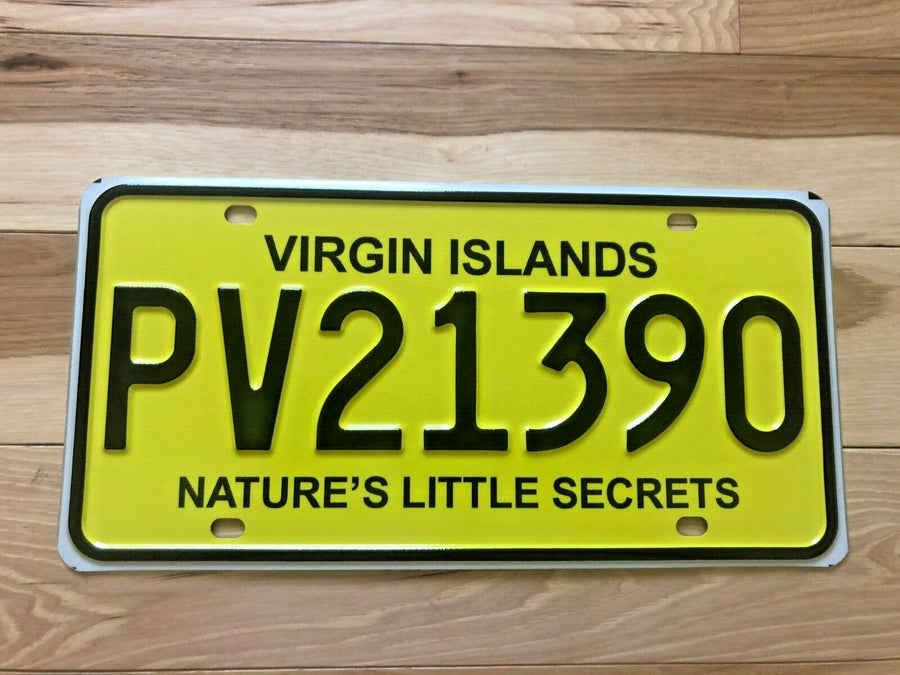 VIRGIN ISLANDS
PV21390
NATURE’S LITTLE SECRETS